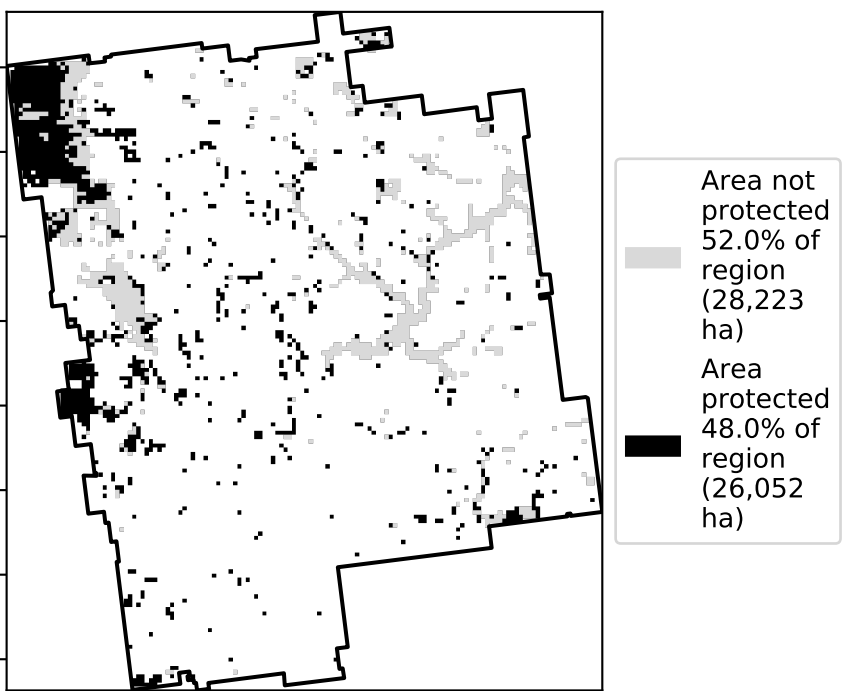 Area not
protected
52.0% of
region
(28,223
ha)
Area
protected
48.0% of
region
(26,052
ha)